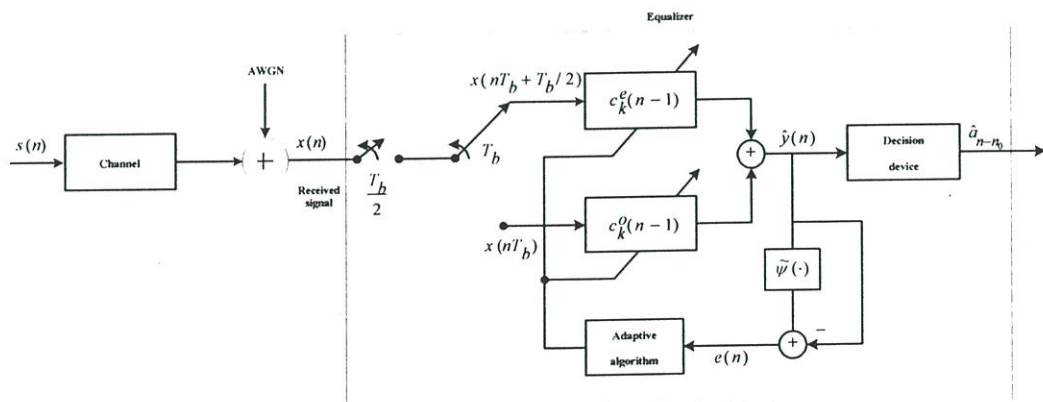 Equalizer
AWGN
x(nT_b + T_b/2)
c_k^e(n-1)
s(n)
Channel
+
x(n)
Received
signal
T_b/2
T_b
+
ŷ(n)
Decision
device
â_{n-n_0}
x(nT_b)
c_k^o(n-1)
ψ̃(·)
Adaptive
algorithm
e(n)
+
−